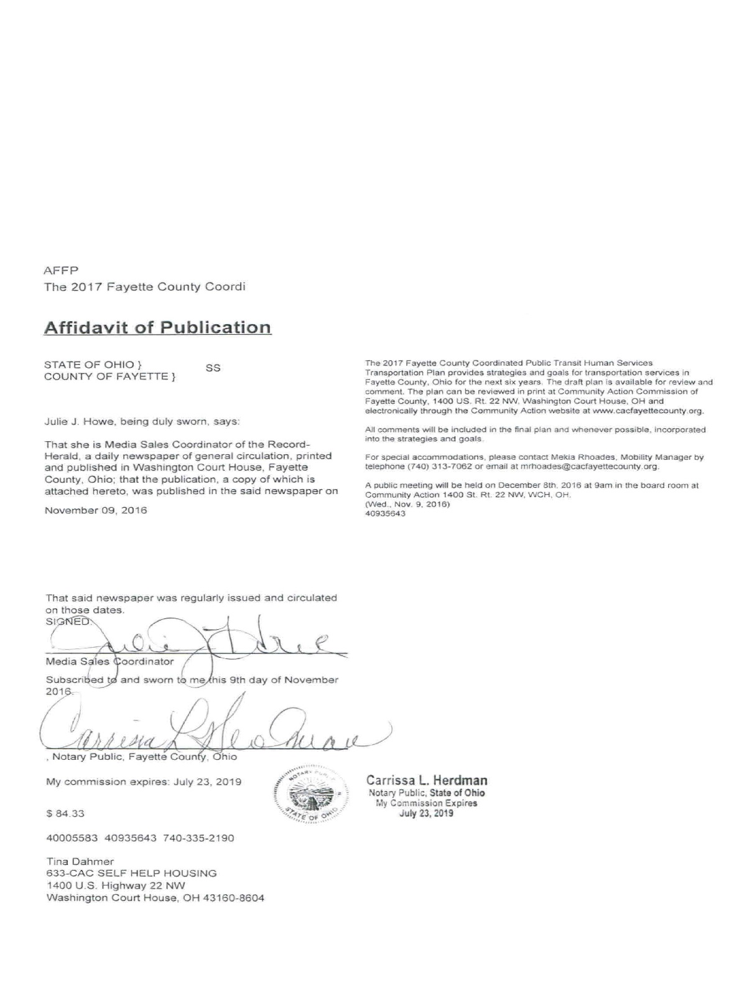 AFFP
The 2017 Fayette County Coordi
Affidavit of Publication
STATE OF OHIO }
COUNTY OF FAYETTE }
SS
Julie J. Howe, being duly sworn, says:
That she is Media Sales Coordinator of the Record-
Herald, a daily newspaper of general circulation, printed
and published in Washington Court House, Fayette
County, Ohio; that the publication, a copy of which is
attached hereto, was published in the said newspaper on
November 09, 2016
The 2017 Fayette County Coordinated Public Transit Human Services
Transportation Plan provides strategies and goals for transportation services in
Fayette County, Ohio for the next six years. The draft plan is available for review and
comment. The plan can be reviewed in print at Community Action Commission of
Fayette County, 1400 US. Rt. 22 NW, Washington Court House, OH and
electronically through the Community Action website at www.cacfayettecounty.org.
All comments will be included in the final plan and whenever possible, incorporated
into the strategies and goals.
For special accommodations, please contact Mekia Rhoades, Mobility Manager by
telephone (740) 313-7062 or email at mrhoades@cacfayettecounty.org.
A public meeting will be held on December 8th, 2016 at 9am in the board room at
Community Action 1400 St. Rt. 22 NW, WCH, OH.
(Wed., Nov. 9, 2016)
40935643
That said newspaper was regularly issued and circulated
on those dates.
SIGNED:
Julie J. Howe
Media Sales Coordinator
Subscribed to and sworn to me this 9th day of November
2016.
Carrissa L Herdman
, Notary Public, Fayette County, Ohio
My commission expires: July 23, 2019
NOTARY PUBLIC
STATE OF OHIO
Carrissa L. Herdman
Notary Public, State of Ohio
My Commission Expires
July 23, 2019
$ 84.33
40005583 40935643 740-335-2190
Tina Dahmer
633-CAC SELF HELP HOUSING
1400 U.S. Highway 22 NW
Washington Court House, OH 43160-8604